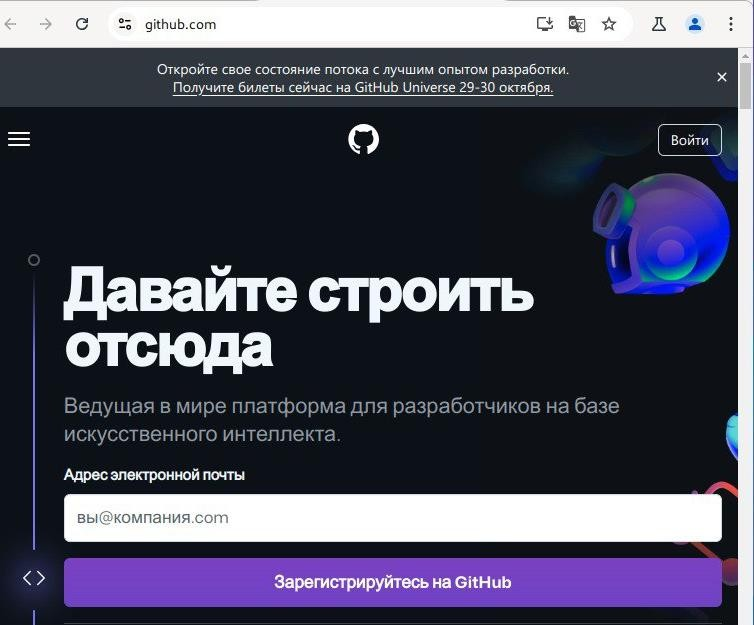 github.com
Откройте свое состояние потока с лучшим опытом разработки.
Получите билеты сейчас на GitHub Universe 29-30 октября.
Войти
Давайте строить
отсюда
Ведущая в мире платформа для разработчиков на базе
искусственного интеллекта.
Адрес электронной почты
вы@компания.com
Зарегистрируйтесь на GitHub